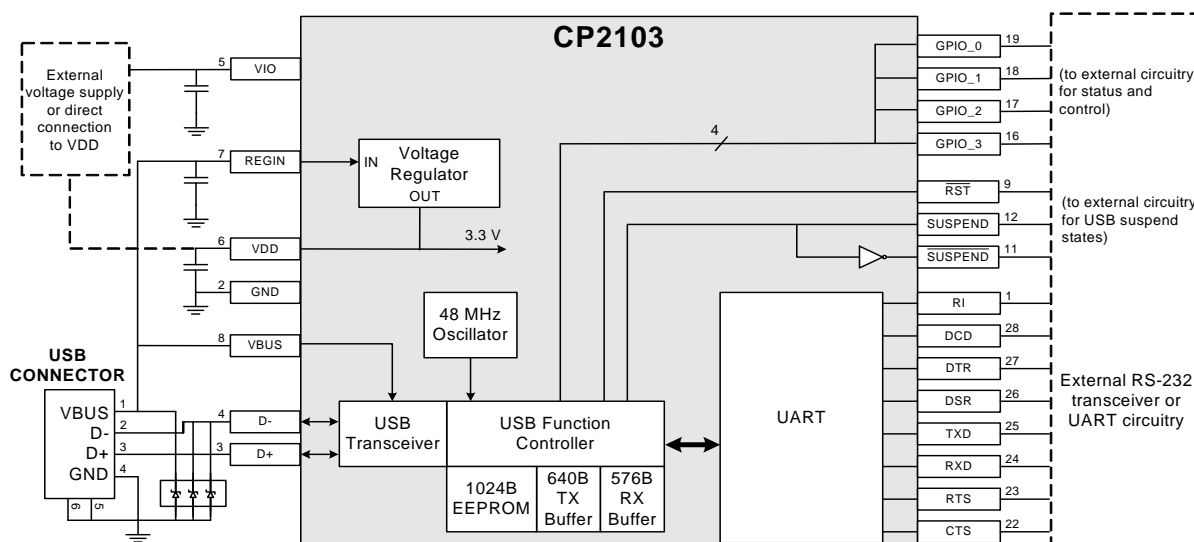 CP2103
External
voltage supply
or direct
connection
to VDD
5
VIO
7
REGIN
6
VDD
2
GND
8
VBUS
4
D-
3
D+
IN
Voltage
Regulator
OUT
3.3 V
48 MHz
Oscillator
USB
CONNECTOR
VBUS
1
D-
2
D+
3
GND
4
6
5
USB
Transceiver
USB Function
Controller
1024B
EEPROM
640B
TX
Buffer
576B
RX
Buffer
UART
4
GPIO_0
19
GPIO_1
18
GPIO_2
17
GPIO_3
16
RST
9
SUSPEND
12
SUSPEND
11
RI
1
DCD
28
DTR
27
DSR
26
TXD
25
RXD
24
RTS
23
CTS
22
(to external circuitry
for status and
control)
(to external circuitry
for USB suspend
states)
External RS-232
transceiver or
UART circuitry